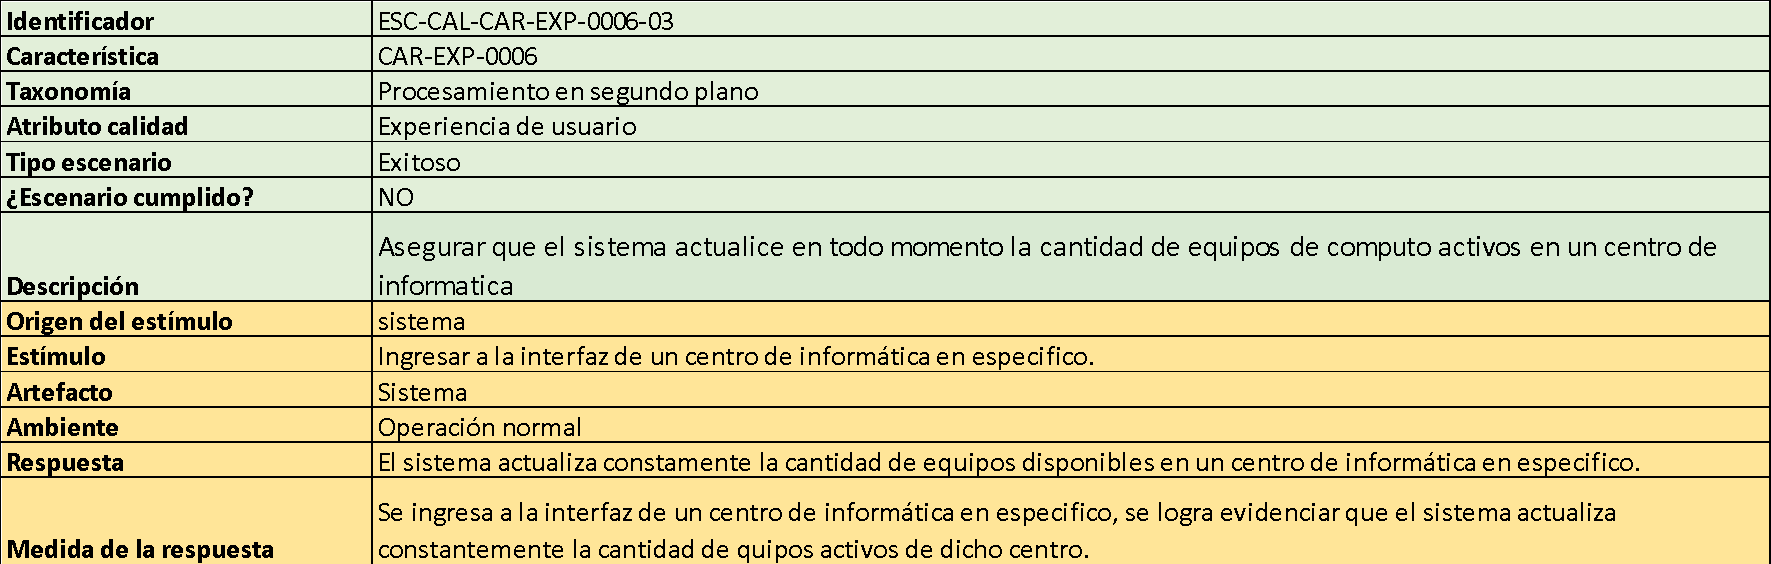 Identificador ESC-CAL-CAR-EXP-0006-03
Característica CAR-EXP-0006
Taxonomía Procesamiento en segundo plano
Atributo calidad Experiencia de usuario
Tipo escenario Exitoso
¿Escenario cumplido? NO
Descripción Asegurar que el sistema actualice en todo momento la cantidad de equipos de computo activos en un centro de
informatica
Origen del estímulo sistema
Estímulo Ingresar a la interfaz de un centro de informática en especifico.
Artefacto Sistema
Ambiente Operación normal
Respuesta El sistema actualiza constamente la cantidad de equipos disponibles en un centro de informática en especifico.
Medida de la respuesta Se ingresa a la interfaz de un centro de informática en especifico, se logra evidenciar que el sistema actualiza
constantemente la cantidad de quipos activos de dicho centro.